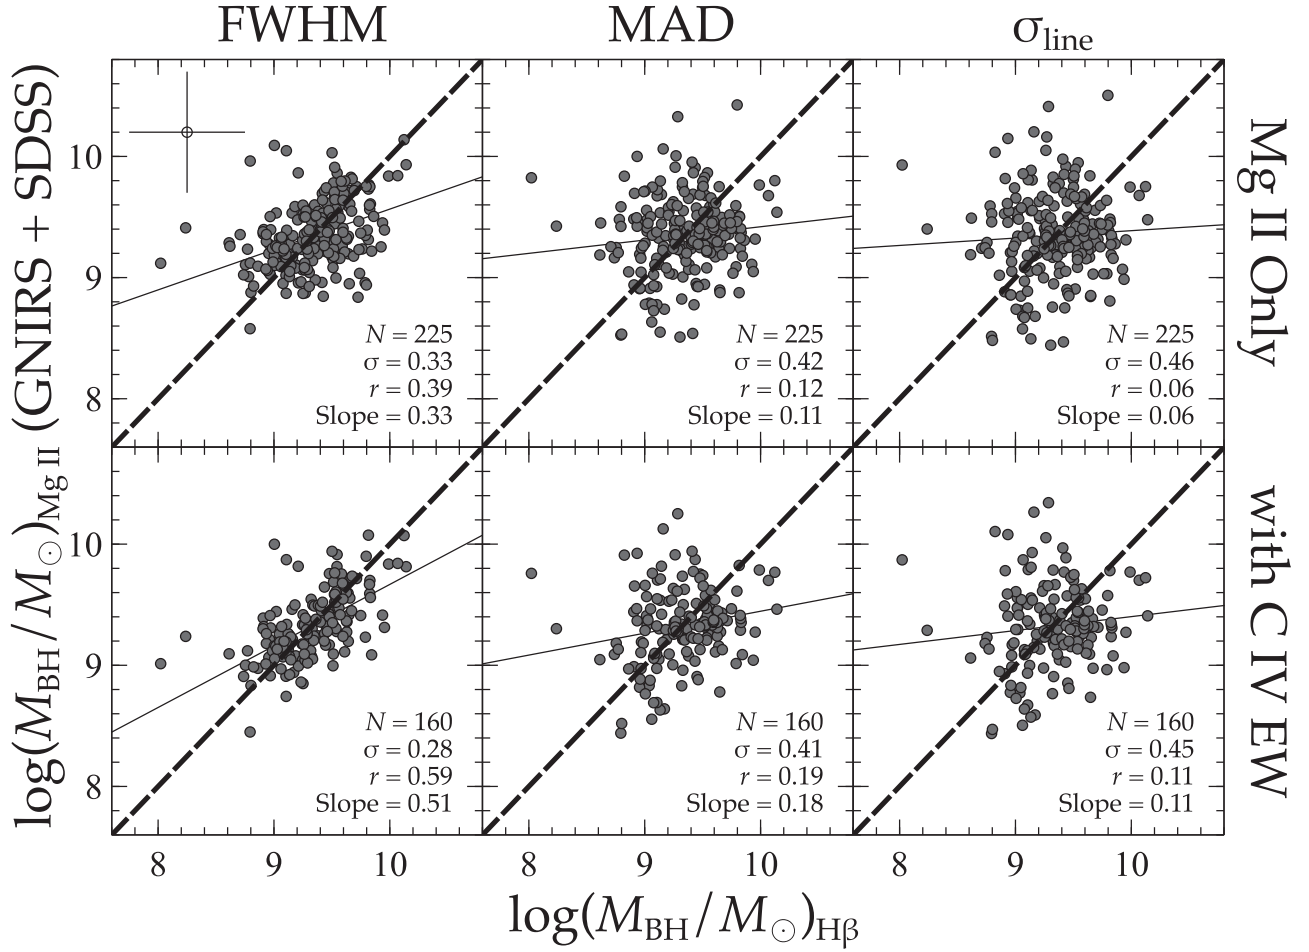 FWHM
MAD
σline
log(MBH/M⊙)Mg II (GNIRS + SDSS)
10
9
8
N = 225
σ = 0.33
r = 0.39
Slope = 0.33
N = 225
σ = 0.42
r = 0.12
Slope = 0.11
N = 225
σ = 0.46
r = 0.06
Slope = 0.06
Mg II Only
10
9
8
N = 160
σ = 0.28
r = 0.59
Slope = 0.51
N = 160
σ = 0.41
r = 0.19
Slope = 0.18
N = 160
σ = 0.45
r = 0.11
Slope = 0.11
with C IV EW
8 9 10
8 9 10
8 9 10
log(MBH/M⊙)Hβ